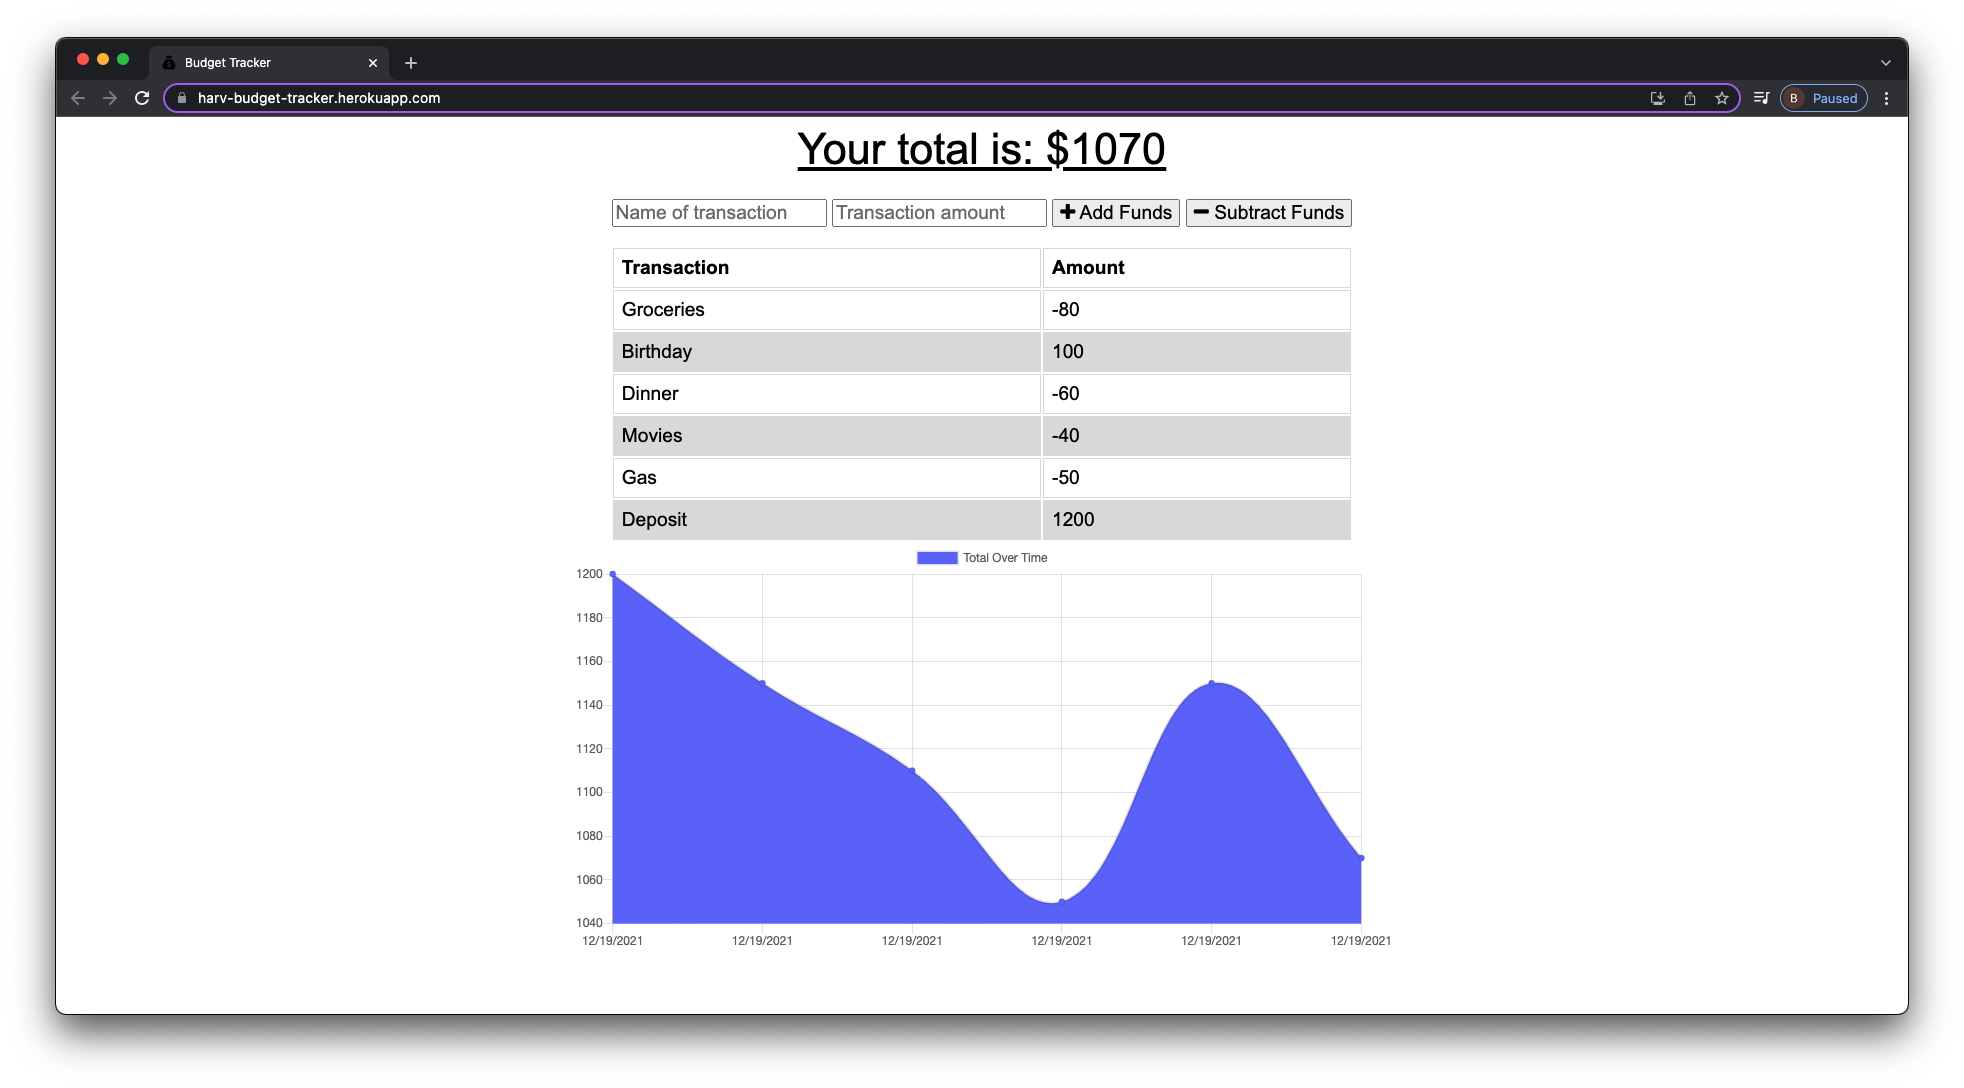 Budget Tracker
harv-budget-tracker.herokuapp.com
B Paused
Your total is: $1070
Name of transaction Transaction amount Add Funds Subtract Funds
Transaction Amount
Groceries -80
Birthday 100
Dinner -60
Movies -40
Gas -50
Deposit 1200
Total Over Time
1200
1180
1160
1140
1120
1100
1080
1060
1040
12/19/2021 12/19/2021 12/19/2021 12/19/2021 12/19/2021 12/19/2021